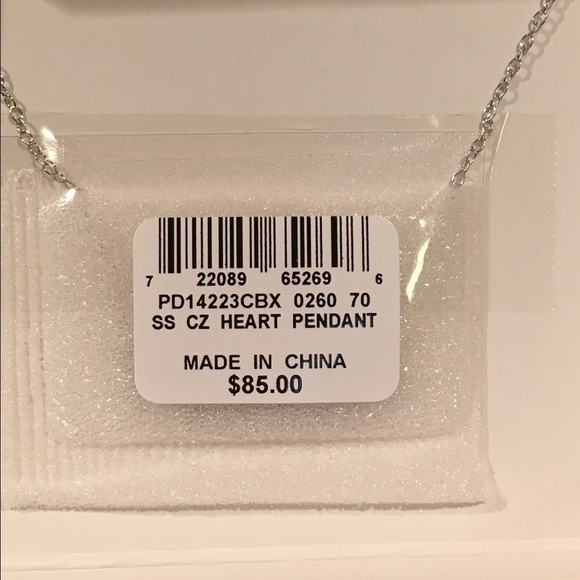 7 22089 65269 6
PD14223CBX 0260 70
SS CZ HEART PENDANT
MADE IN CHINA
$85.00